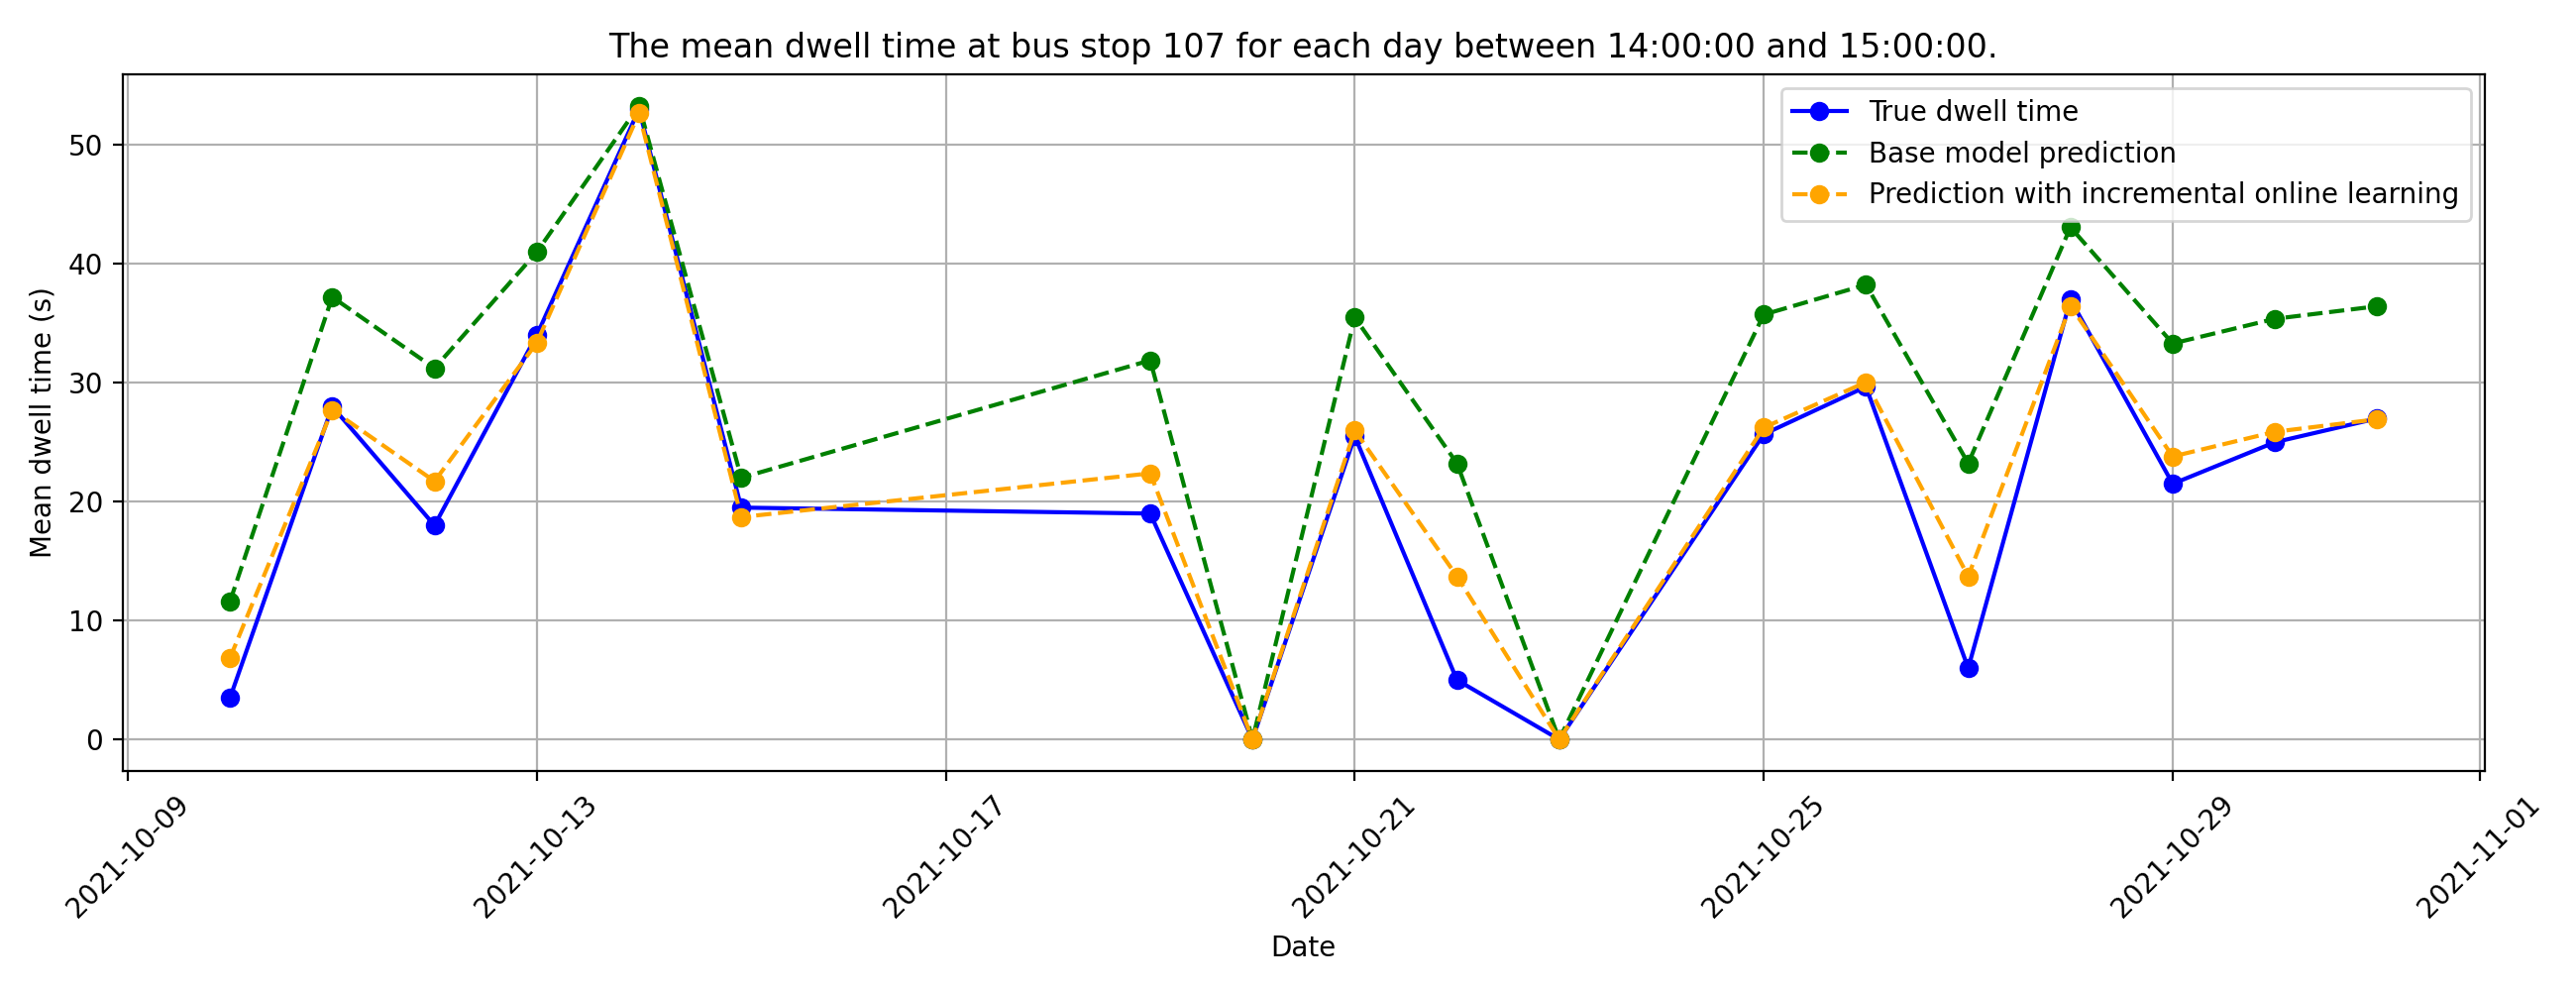 The mean dwell time at bus stop 107 for each day between 14:00:00 and 15:00:00.
True dwell time
Base model prediction
Prediction with incremental online learning
Mean dwell time (s)
50
40
30
20
10
0
2021-10-09
2021-10-13
2021-10-17
2021-10-21
2021-10-25
2021-10-29
2021-11-01
Date